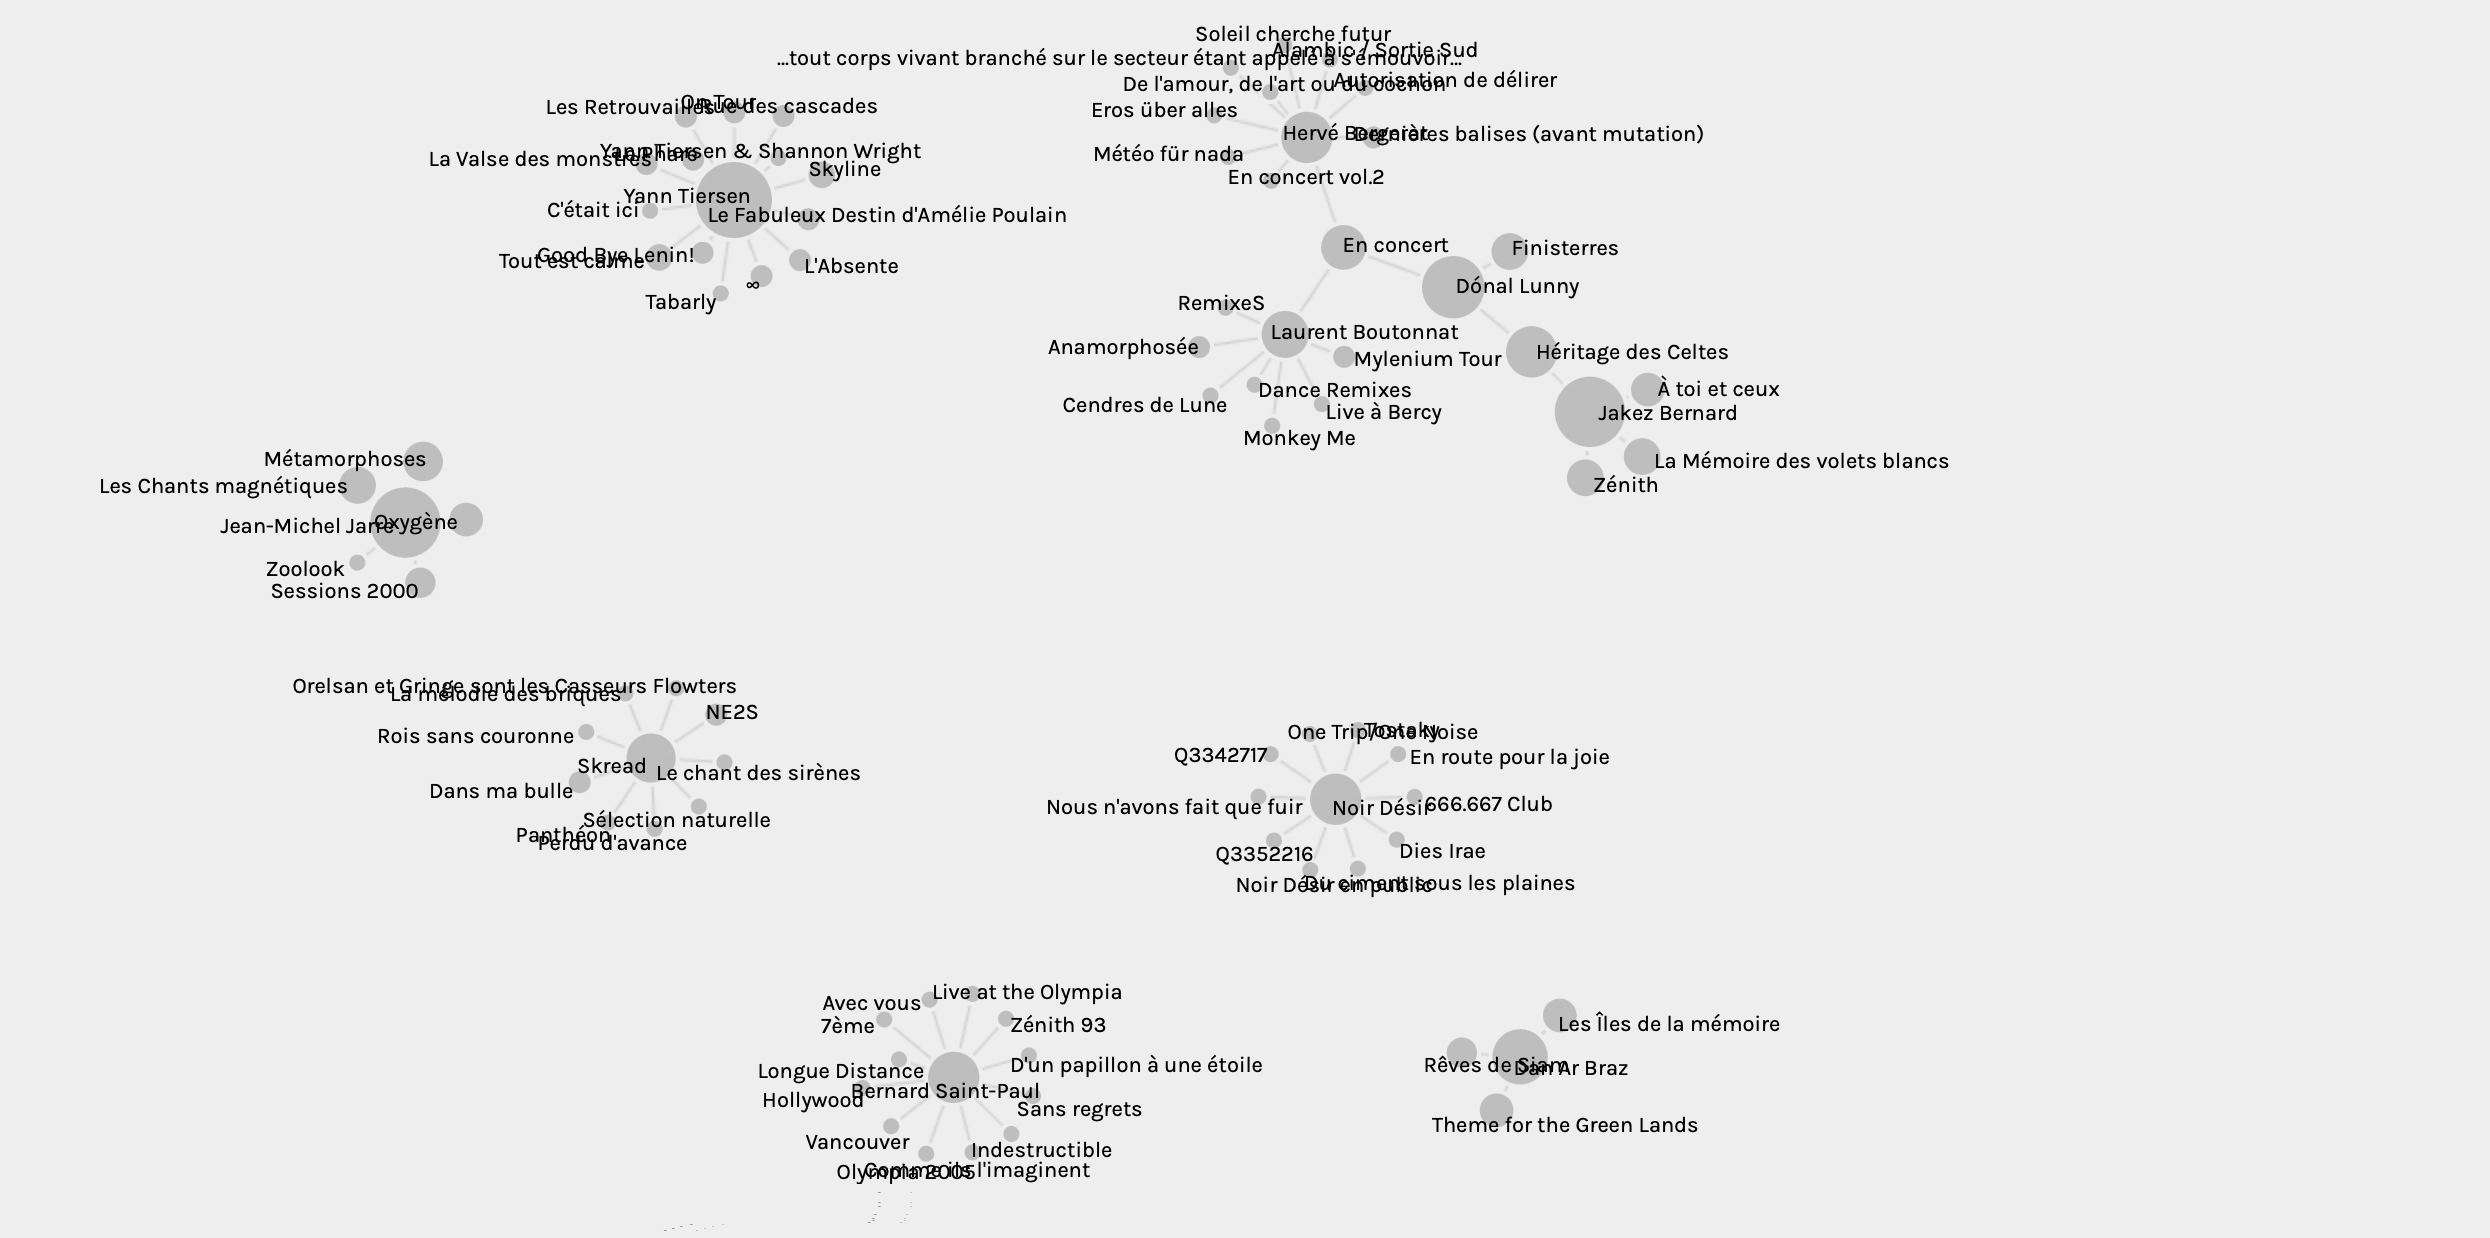 Soleil cherche futur
Alambic / Sortie Sud
...tout corps vivant branché sur le secteur étant appelé à s'émouvoir...
Autorisation de délirer
De l'amour, de l'art ou du cochon
Eros über alles
Hervé Bergerat
Dernières balises (avant mutation)
Météo für nada
En concert vol.2
On Tour
Les Retrouvailles
Rue des cascades
Yann Tiersen & Shannon Wright
La Valse des monstres
Le Phare
Skyline
Yann Tiersen
C'était ici
Le Fabuleux Destin d'Amélie Poulain
Good Bye Lenin!
Tout est calme
L'Absente
∞
Tabarly
En concert
Finisterres
Dónal Lunny
RemixeS
Laurent Boutonnat
Anamorphosée
Mylenium Tour
Héritage des Celtes
Dance Remixes
À toi et ceux
Cendres de Lune
Live à Bercy
Jakez Bernard
Monkey Me
La Mémoire des volets blancs
Zénith
Métamorphoses
Les Chants magnétiques
Jean-Michel Jarre
Oxygène
Zoolook
Sessions 2000
Orelsan et Gringe sont les Casseurs Flowters
La mélodie des briques
NE2S
Rois sans couronne
Skread
Le chant des sirènes
Dans ma bulle
Sélection naturelle
Panthéon
Perdu d'avance
One Trip/One Noise
Tostaky
Q3342717
En route pour la joie
Nous n'avons fait que fuir
Noir Désir
666.667 Club
Q3352216
Dies Irae
Noir Désir en public
Du ciment sous les plaines
Live at the Olympia
Avec vous
7ème
Zénith 93
Longue Distance
D'un papillon à une étoile
Bernard Saint-Paul
Hollywood
Sans regrets
Vancouver
Indestructible
Olympia 2005
Comme ils l'imaginent
Les Îles de la mémoire
Rêves de Siam
Dan Ar Braz
Theme for the Green Lands